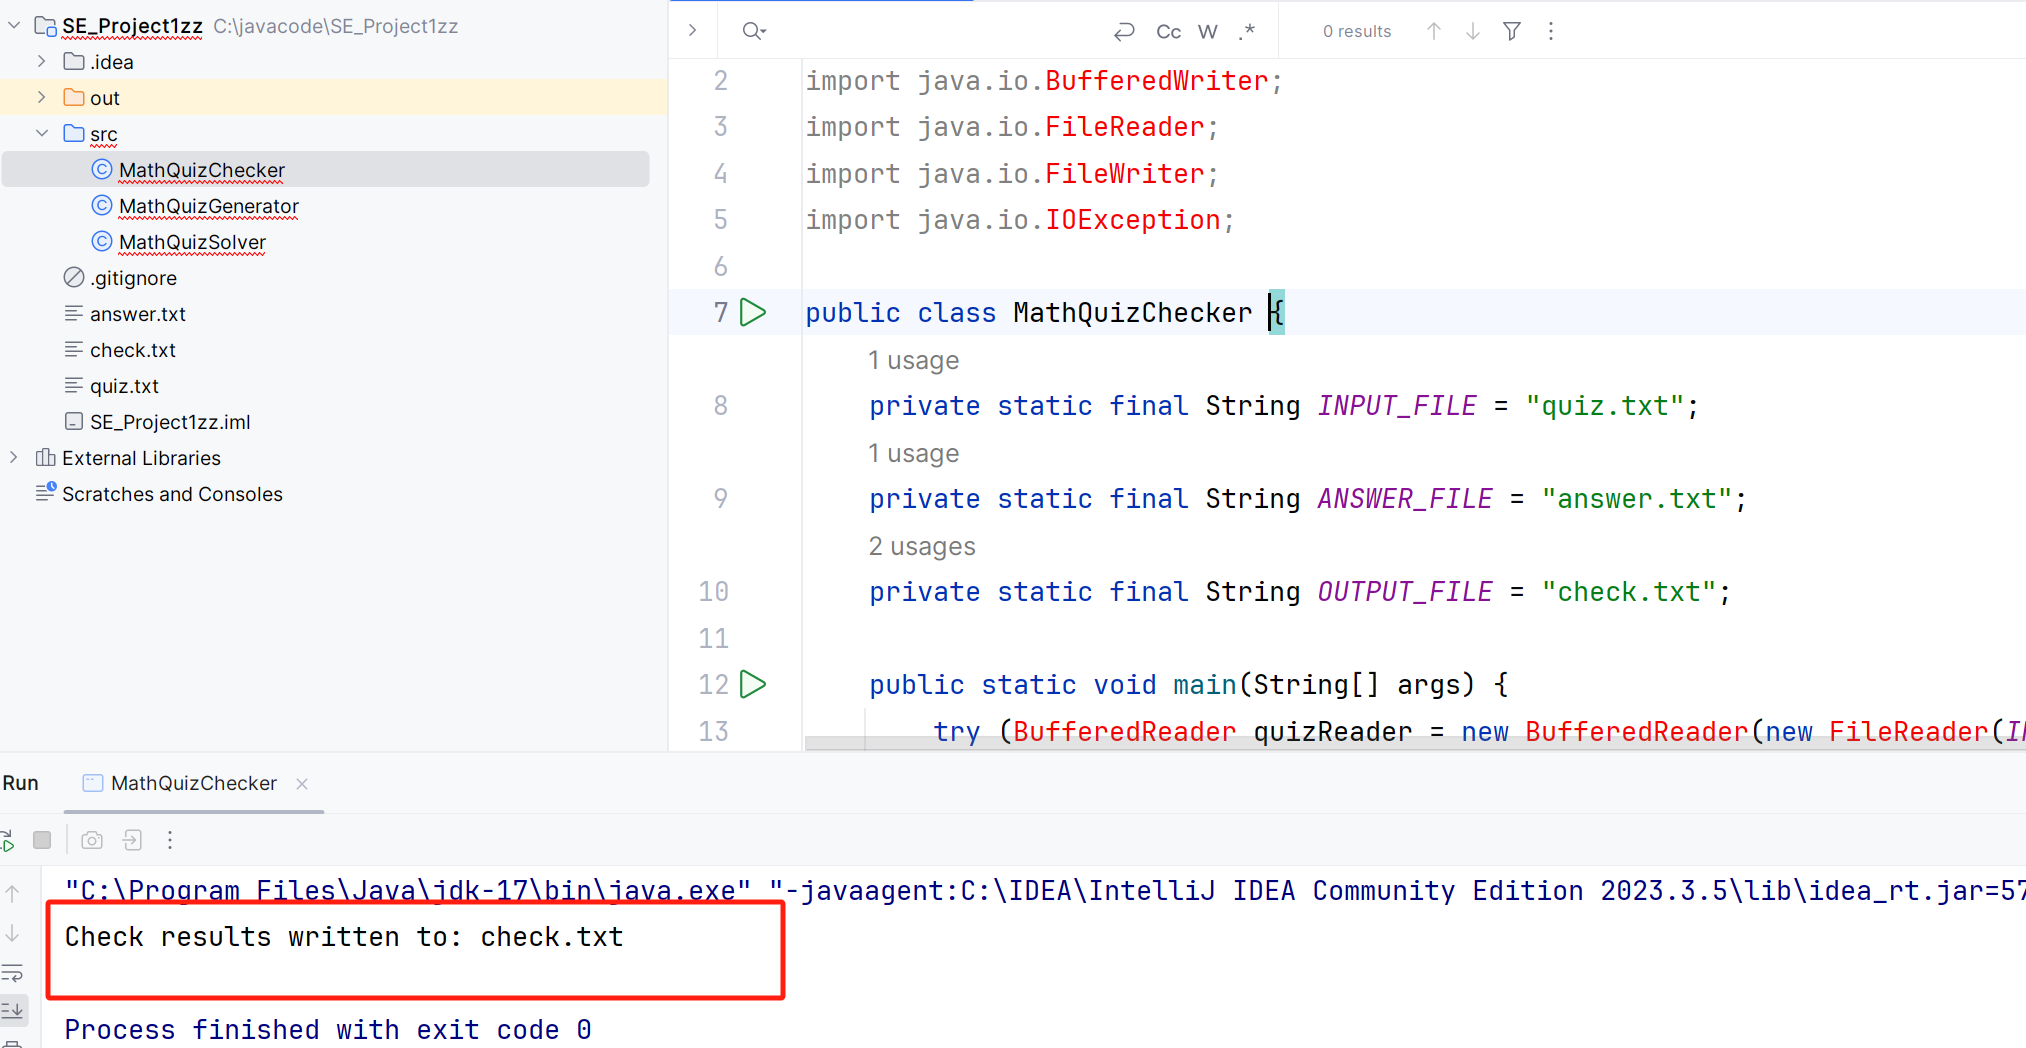 SE_Project1zz C:\javacode\SE_Project1zz
.idea
out
src
MathQuizChecker
MathQuizGenerator
MathQuizSolver
.gitignore
answer.txt
check.txt
quiz.txt
SE_Project1zz.iml
External Libraries
Scratches and Consoles
Cc W .* 0 results
2 import java.io.BufferedWriter;
3 import java.io.FileReader;
4 import java.io.FileWriter;
5 import java.io.IOException;
6
7 public class MathQuizChecker {
1 usage
8 private static final String INPUT_FILE = "quiz.txt";
1 usage
9 private static final String ANSWER_FILE = "answer.txt";
2 usages
10 private static final String OUTPUT_FILE = "check.txt";
11
12 public static void main(String[] args) {
13 try (BufferedReader quizReader = new BufferedReader(new FileReader(
Run MathQuizChecker
"C:\Program Files\Java\jdk-17\bin\java.exe" "-javaagent:C:\IDEA\IntelliJ IDEA Community Edition 2023.3.5\lib\idea_rt.jar=57
Check results written to: check.txt
Process finished with exit code 0